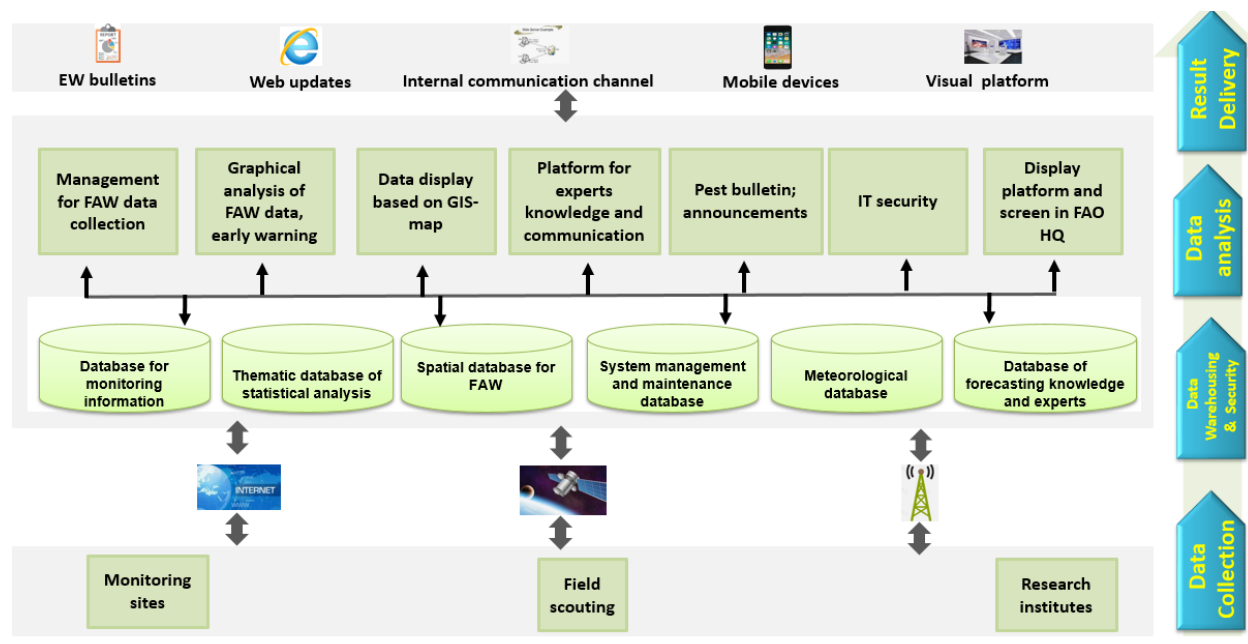 REPORT
EW bulletins
Web updates
Web Server Example
Internal communication channel
Mobile devices
Visual platform
Result
Delivery
Management
for FAW data
collection
Graphical
analysis of
FAW data,
early warning
Data display
based on GIS-
map
Platform for
experts
knowledge and
communication
Pest bulletin;
announcements
IT security
Display
platform and
screen in FAO
HQ
Data
analysis
Database for
monitoring
information
Thematic database of
statistical analysis
Spatial database for
FAW
System management
and maintenance
database
Meteorological
database
Database of
forecasting knowledge
and experts
Data
Warehousing
& Security
INTERNET
Monitoring
sites
Field
scouting
Research
institutes
Data
Collection